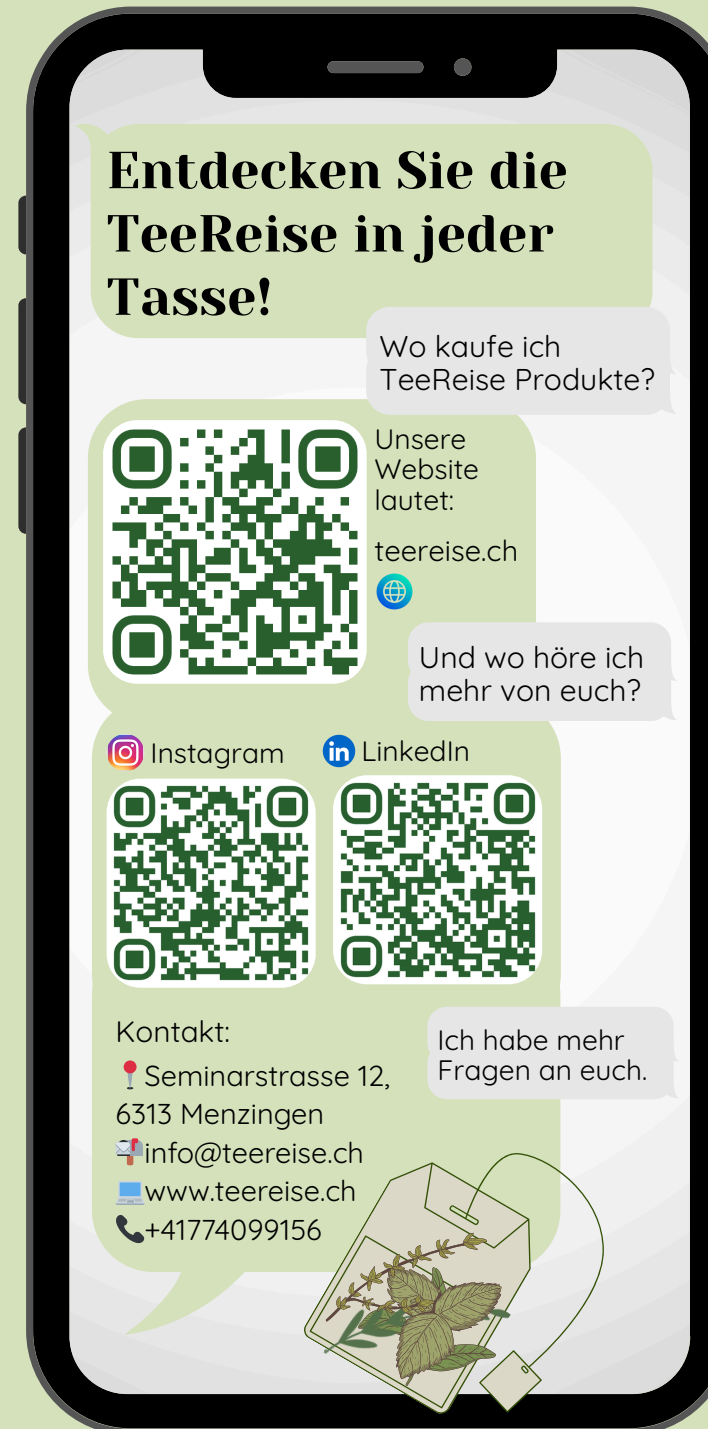 Entdecken Sie die
TeeReise in jeder
Tasse!
Wo kaufe ich
TeeReise Produkte?
Unsere
Website
lautet:
teereise.ch
Und wo höre ich
mehr von euch?
Instagram
LinkedIn
Ich habe mehr
Fragen an euch.
Kontakt:
Seminarstrasse 12,
6313 Menzingen
info@teereise.ch
www.teereise.ch
+41774099156